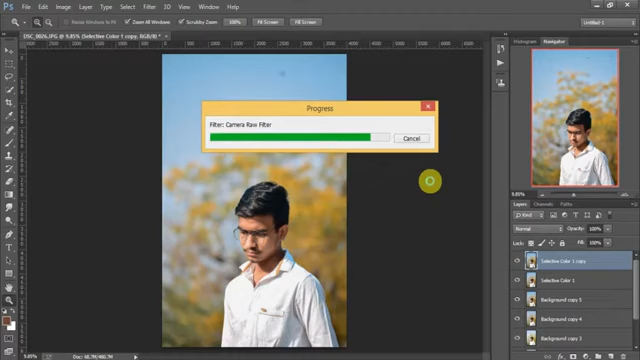 Ps File Edit Image Layer Type Select Filter 3D View Window Help
Resize Windows to Fit Zoom All Windows Scrubby Zoom 100% Fit Screen Fill Screen Untitled-1
DSC_0026.JPG @ 9.85% (Selective Color 1 copy, RGB/8) *
Histogram Navigator
Progress
Filter: Camera Raw Filter
Cancel
9.85%
Layers Channels Paths
Kind
Normal Opacity: 100%
Lock: Fill: 100%
Selective Color 1 copy
Selective Color 1
Background copy 5
Background copy 4
Background copy 3
9.85% Doc: 68.7M/480.7M